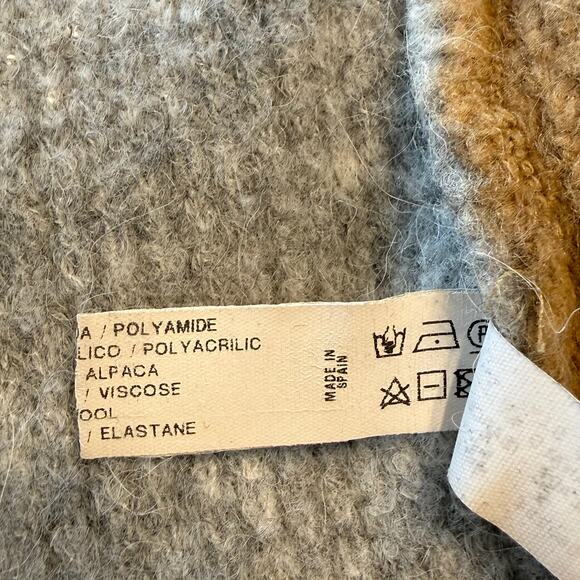 A / POLYAMIDE
LICO / POLYACRILIC
ALPACA
/ VISCOSE
OOL
/ ELASTANE
MADE IN
SPAIN
P